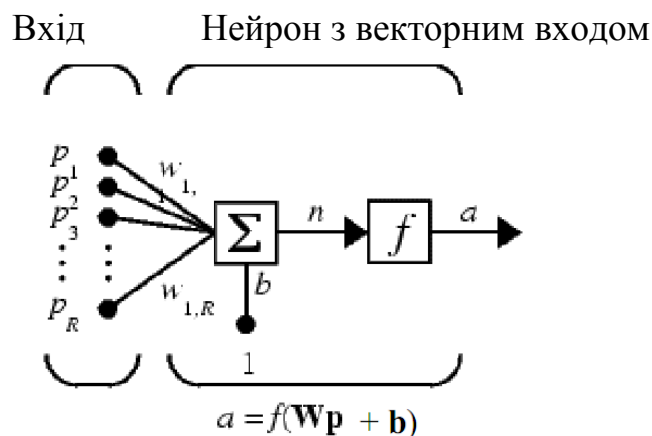 Вхід Нейрон з векторним входом
p1
p2
p3
pR
w1,1
w1,R
Σ
n
f
a
b
1
a = f(Wp + b)